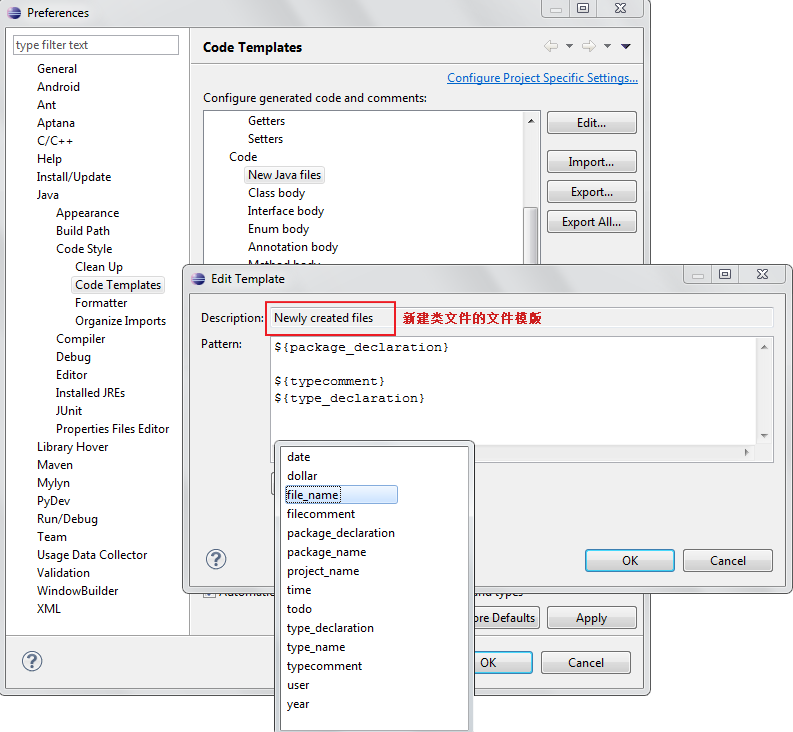 Preferences
type filter text
Code Templates
Configure Project Specific Settings...
Configure generated code and comments:
General
Android
Ant
Aptana
C/C++
Help
Install/Update
Java
Appearance
Build Path
Code Style
Clean Up
Code Templates
Formatter
Organize Imports
Compiler
Debug
Editor
Installed JREs
JUnit
Properties Files Editor
Library Hover
Maven
Mylyn
PyDev
Run/Debug
Team
Usage Data Collector
Validation
WindowBuilder
XML
Getters
Setters
Code
New Java files
Class body
Interface body
Enum body
Annotation body
Method body
Edit...
Import...
Export...
Export All...
Edit Template
Description: Newly created files 新建类文件的文件模版
Pattern:
${package_declaration}
${typecomment}
${type_declaration}
date
dollar
file_name
filecomment
package_declaration
package_name
project_name
time
todo
type_declaration
type_name
typecomment
user
year
OK
Cancel
types
Defaults
Apply
OK
Cancel